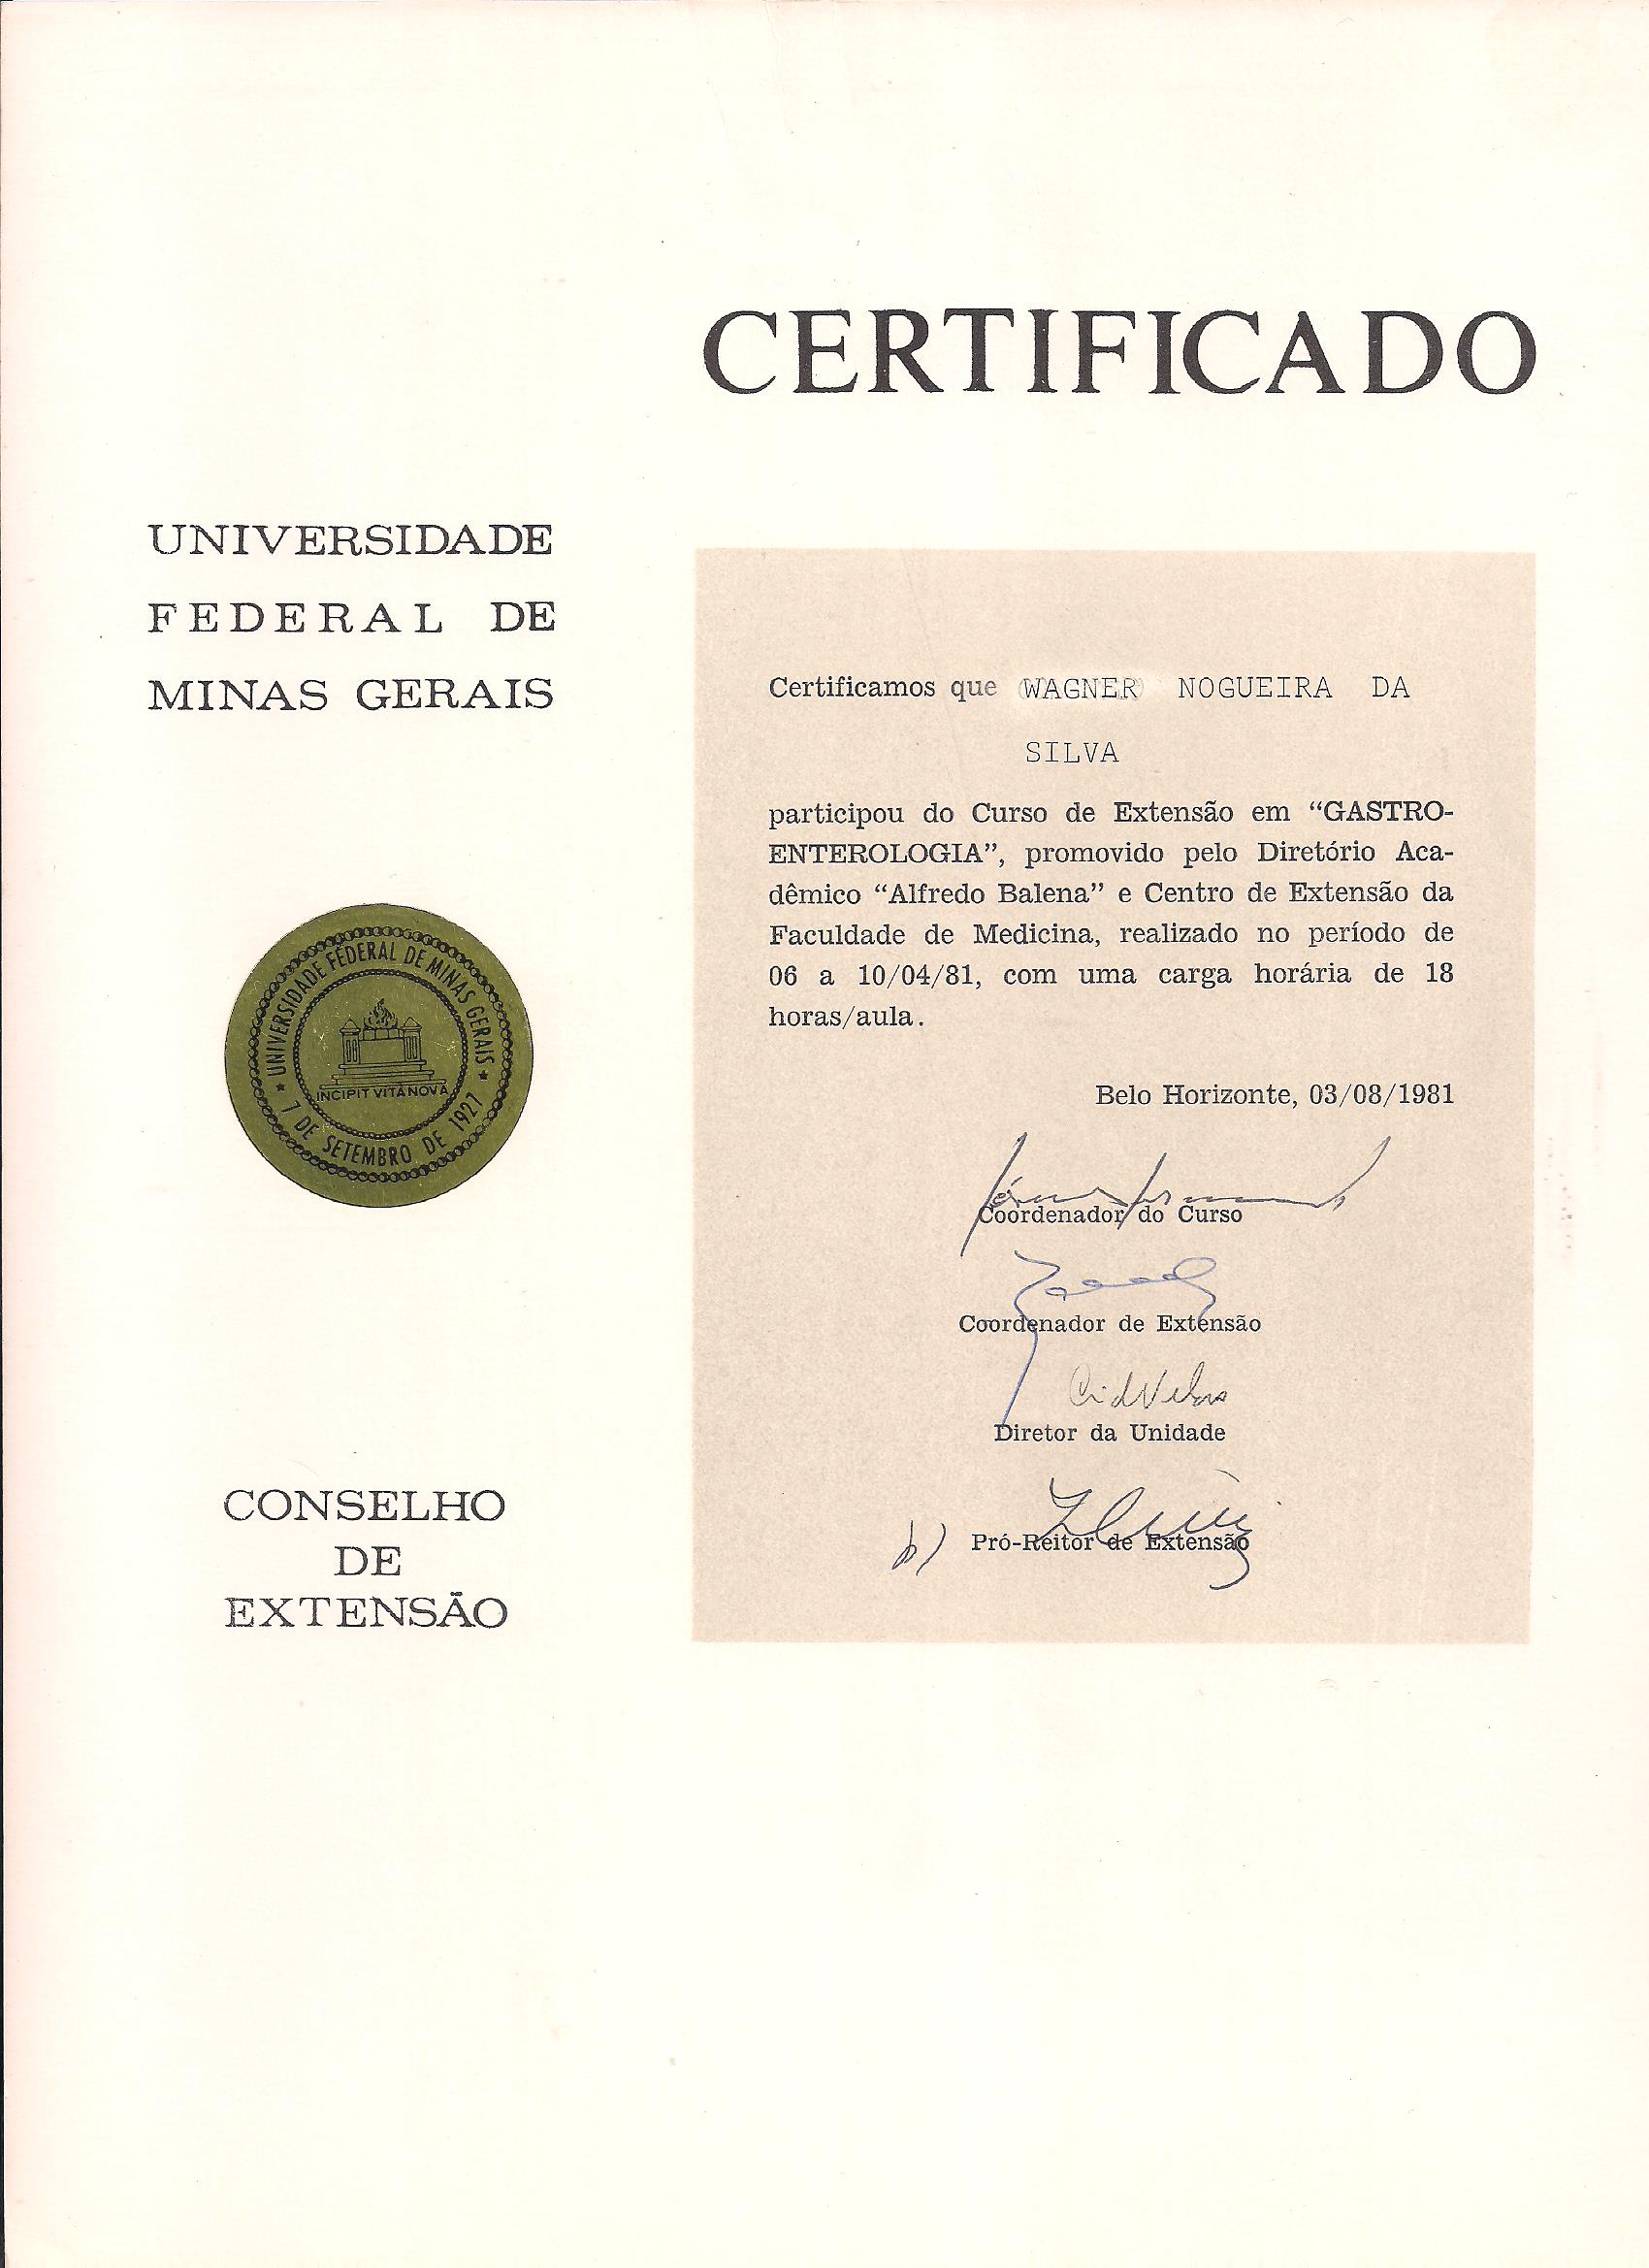 CERTIFICADO
UNIVERSIDADE
FEDERAL DE
MINAS GERAIS
UNIVERSIDADE FEDERAL DE MINAS GERAIS
INCIPIT VITA NOVA
7 DE SETEMBRO DE 1927
CONSELHO
DE
EXTENSÃO
Certificamos que WAGNER NOGUEIRA DA
SILVA
participou do Curso de Extensão em “GASTRO-
ENTEROLOGIA”, promovido pelo Diretório Aca-
dêmico “Alfredo Balena” e Centro de Extensão da
Faculdade de Medicina, realizado no período de
06 a 10/04/81, com uma carga horária de 18
horas/aula.
Belo Horizonte, 03/08/1981
Coordenador do Curso
Coordenador de Extensão
Diretor da Unidade
Pró-Reitor de Extensão